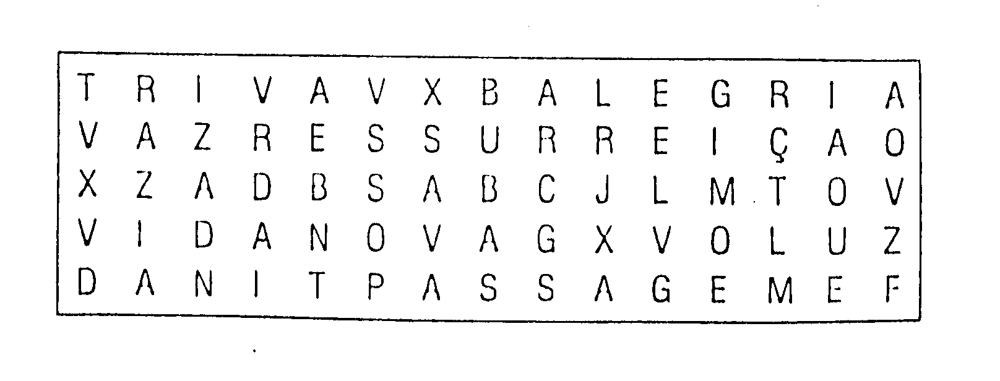 T R I V A V X B A L E G R I A
V A Z R E S S U R R E I Ç A O
X Z A D B S A B C J L M T O V
V I D A N O V A G X V O L U Z
D A N I T P A S S A G E M E F